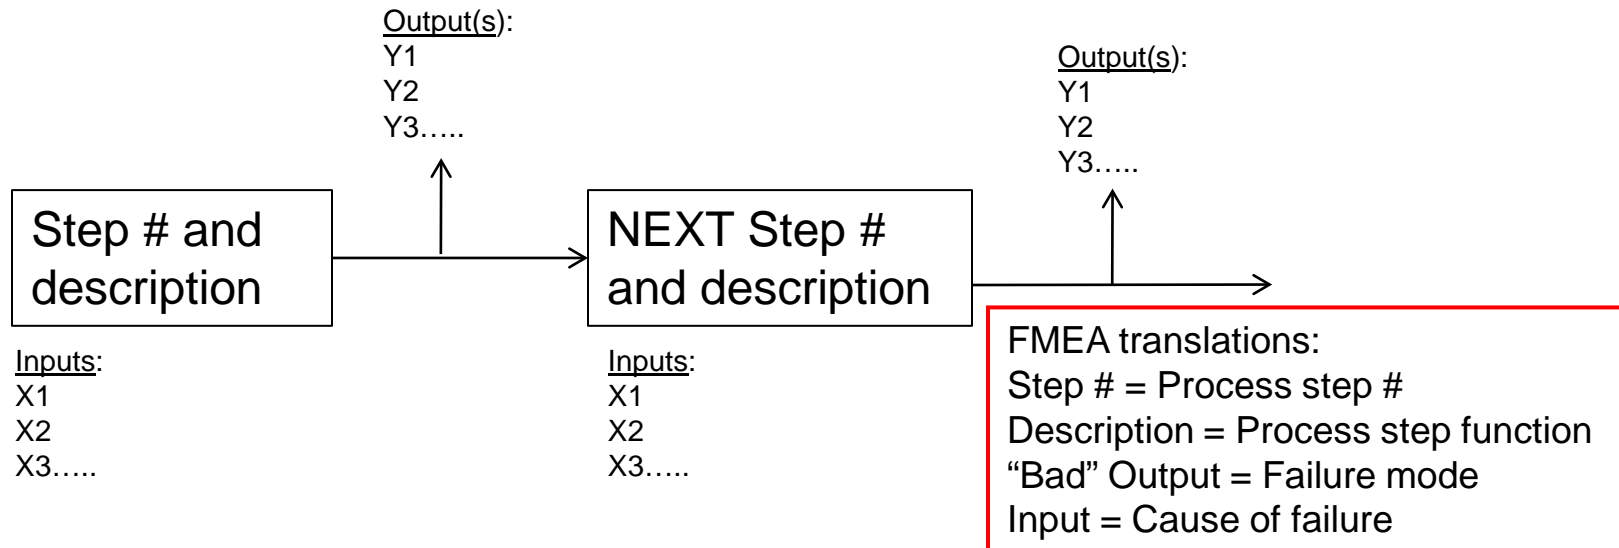 Output(s):
Y1
Y2
Y3…..
Output(s):
Y1
Y2
Y3…..
Step # and
description
NEXT Step #
and description
Inputs:
X1
X2
X3…..
Inputs:
X1
X2
X3…..
FMEA translations:
Step # = Process step #
Description = Process step function
“Bad” Output = Failure mode
Input = Cause of failure